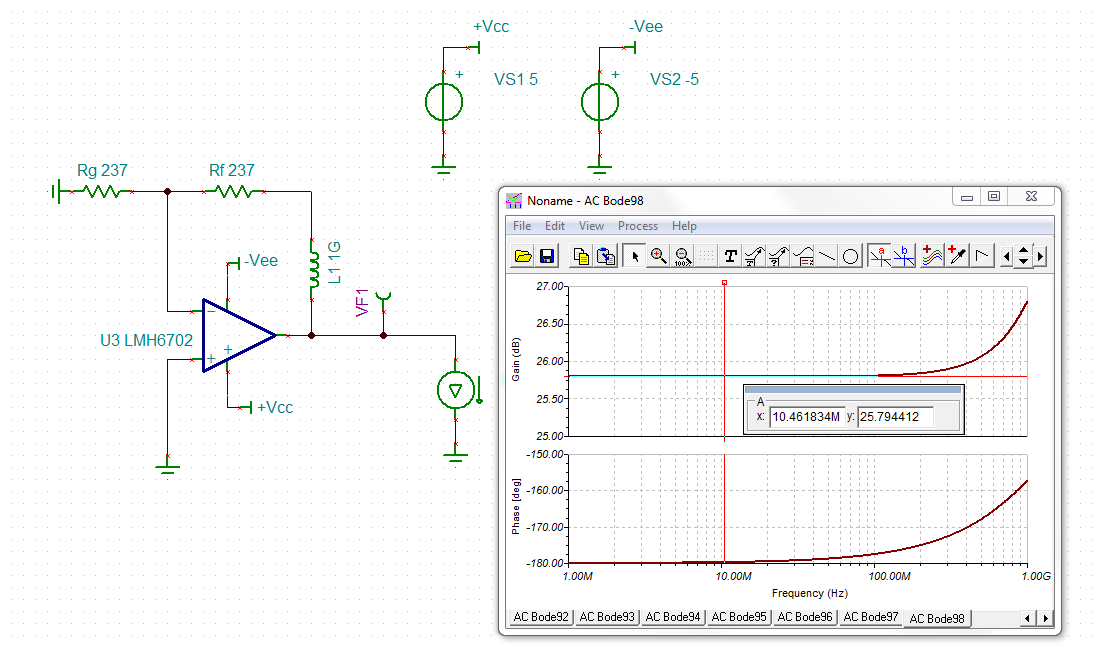 +Vcc
-Vee
+
VS1 5
+
VS2 -5
Rg 237
Rf 237
L1 1G
-Vee
VF1
U3 LMH6702
-
+
+
+Vcc
Noname - AC Bode98
File Edit View Process Help
100%
T
?
a
b
27.00
26.50
26.00
25.50
25.00
Gain (dB)
A
x: 10.461834M y: 25.794412
-150.00
-160.00
-170.00
-180.00
Phase [deg]
1.00M 10.00M 100.00M 1.00G
Frequency (Hz)
AC Bode92 AC Bode93 AC Bode94 AC Bode95 AC Bode96 AC Bode97 AC Bode98